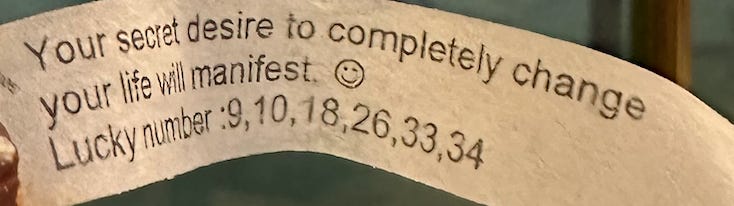 Your secret desire to completely change
your life will manifest. ☺
Lucky number :9,10,18,26,33,34